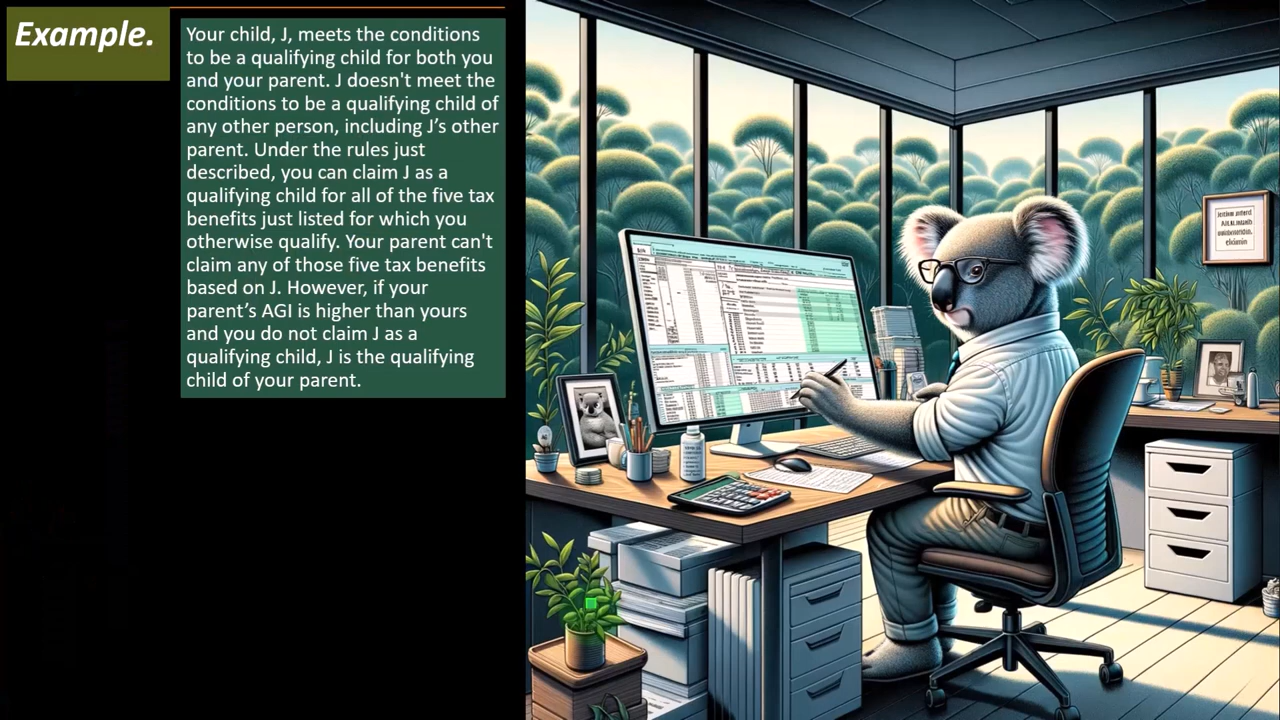 Example.
Your child, J, meets the conditions
to be a qualifying child for both you
and your parent. J doesn't meet the
conditions to be a qualifying child of
any other person, including J’s other
parent. Under the rules just
described, you can claim J as a
qualifying child for all of the five tax
benefits just listed for which you
otherwise qualify. Your parent can't
claim any of those five tax benefits
based on J. However, if your
parent’s AGI is higher than yours
and you do not claim J as a
qualifying child, J is the qualifying
child of your parent.